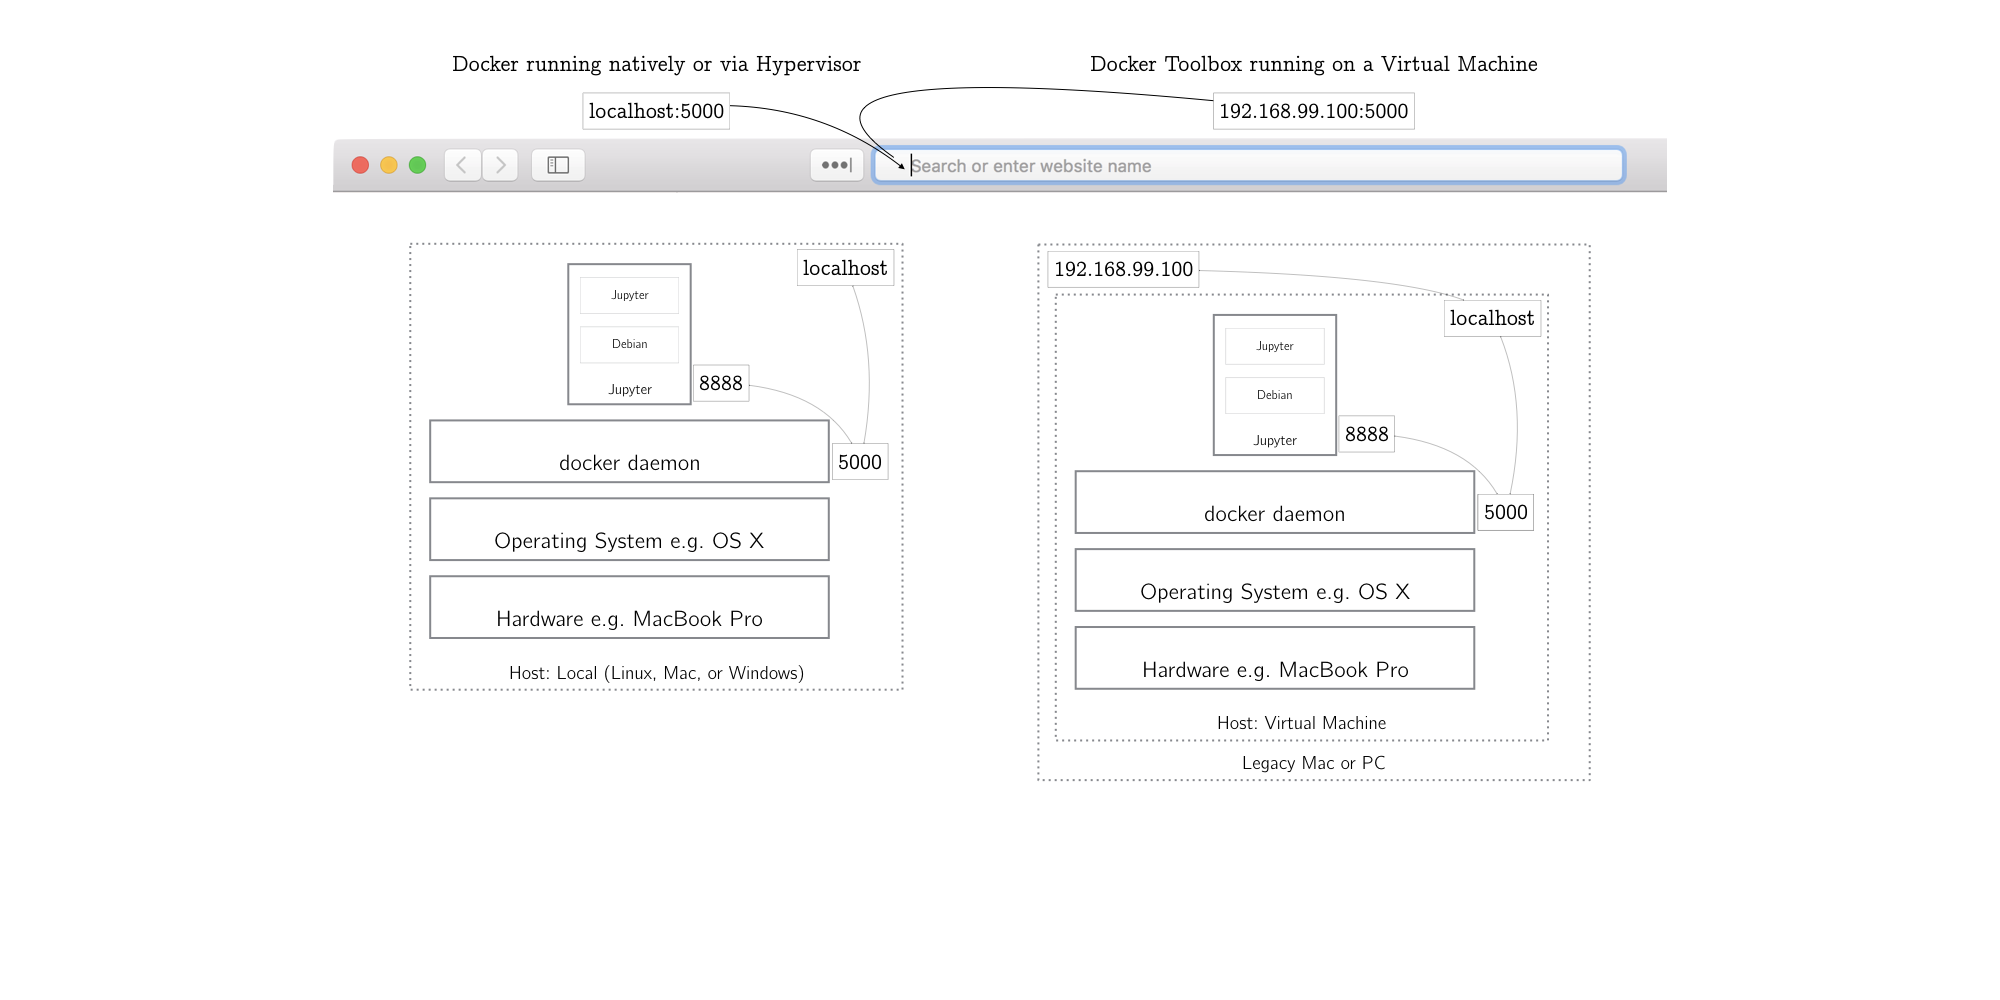 Docker running natively or via Hypervisor
Docker Toolbox running on a Virtual Machine
localhost:5000
192.168.99.100:5000
Search or enter website name
localhost
Jupyter
Debian
Jupyter
8888
docker daemon
5000
Operating System e.g. OS X
Hardware e.g. MacBook Pro
Host: Local (Linux, Mac, or Windows)
192.168.99.100
localhost
Jupyter
Debian
Jupyter
8888
docker daemon
5000
Operating System e.g. OS X
Hardware e.g. MacBook Pro
Host: Virtual Machine
Legacy Mac or PC